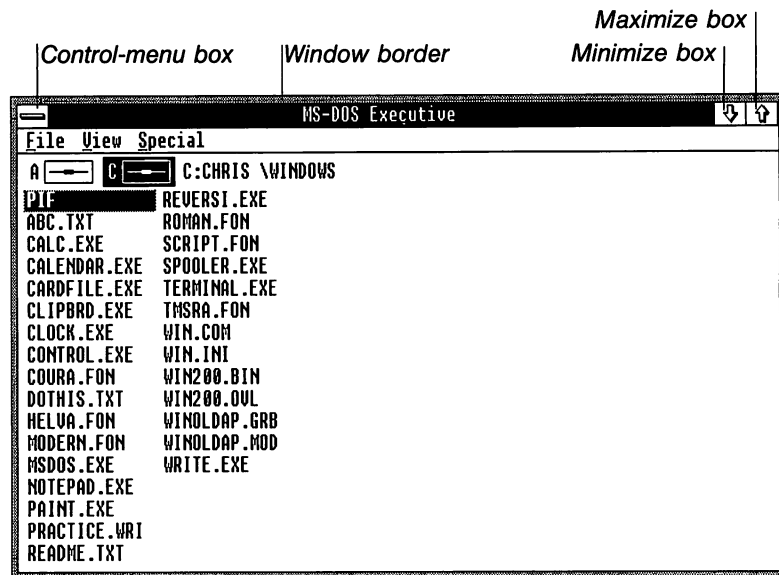 Maximize box
Control-menu box Window border Minimize box
MS-DOS Executive
File View Special
A C C:CHRIS \WINDOWS
PIF REVERSI.EXE
ABC.TXT ROMAN.FON
CALC.EXE SCRIPT.FON
CALENDAR.EXE SPOOLER.EXE
CARDFILE.EXE TERMINAL.EXE
CLIPBRD.EXE TMSRA.FON
CLOCK.EXE WIN.COM
CONTROL.EXE WIN.INI
COURA.FON WIN200.BIN
DOTHIS.TXT WIN200.OVL
HELVA.FON WINOLDAP.GRB
MODERN.FON WINOLDAP.MOD
MSDOS.EXE WRITE.EXE
NOTEPAD.EXE
PAINT.EXE
PRACTICE.WRI
README.TXT